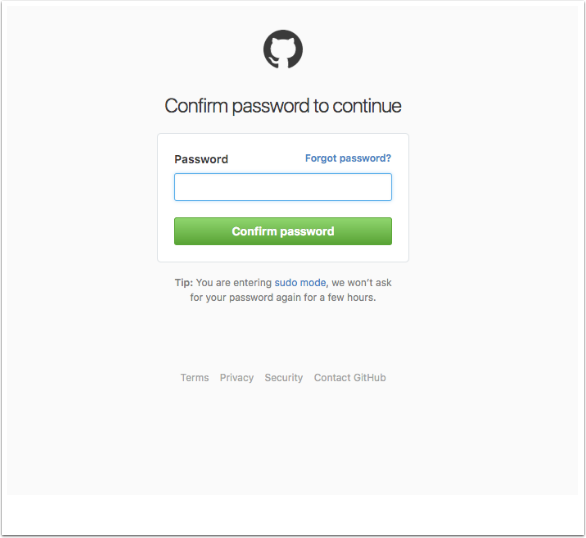 Confirm password to continue
Password Forgot password?
Confirm password
Tip: You are entering sudo mode, we won't ask
for your password again for a few hours.
Terms Privacy Security Contact GitHub